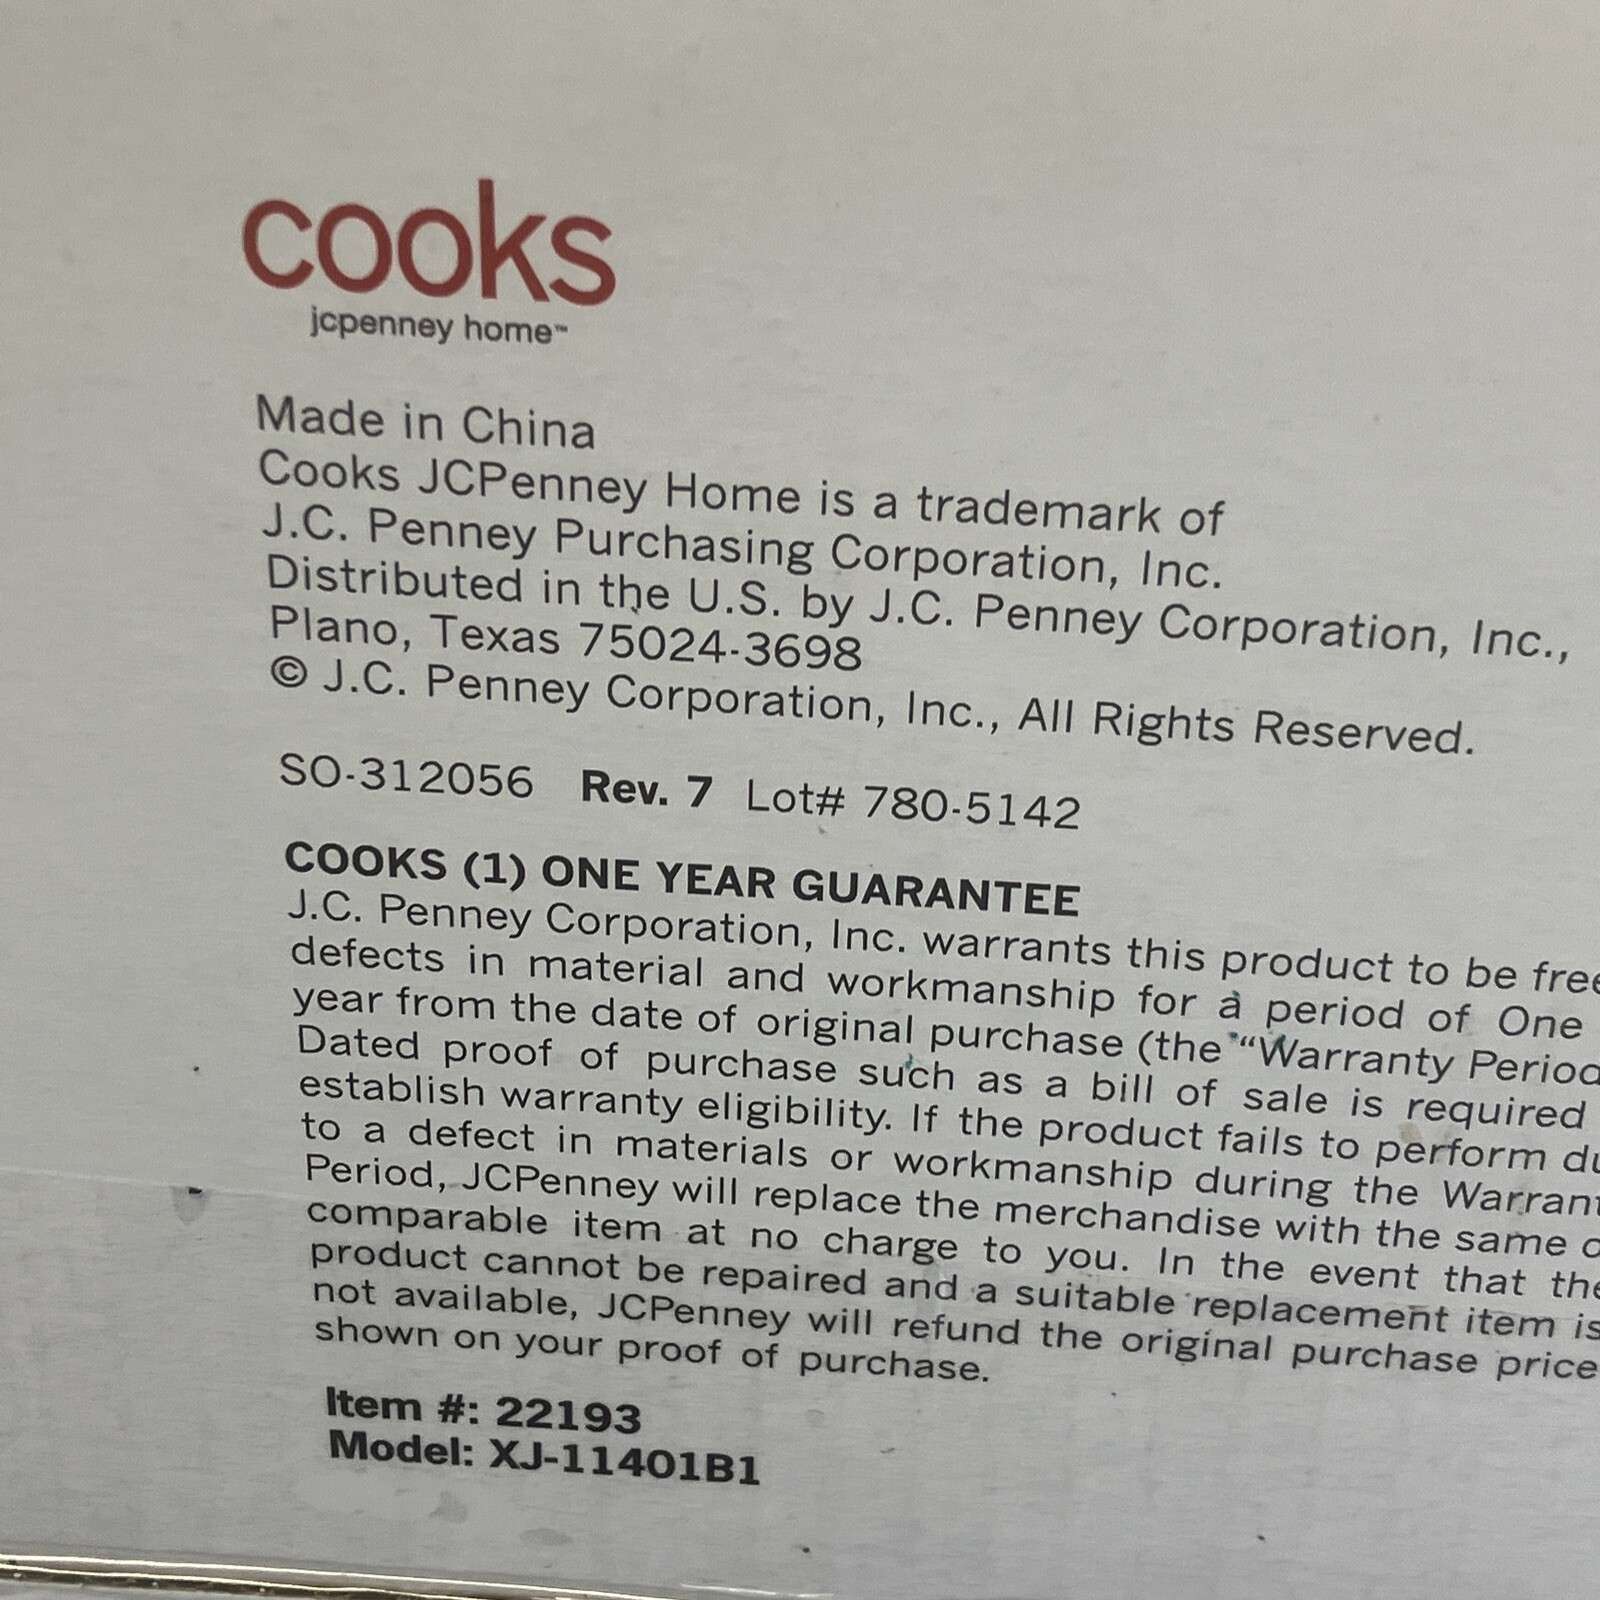 cooks
jcpenney home™
Made in China
Cooks JCPenney Home is a trademark of
J.C. Penney Purchasing Corporation, Inc.
Distributed in the U.S. by J.C. Penney Corporation, Inc.,
Plano, Texas 75024-3698
© J.C. Penney Corporation, Inc., All Rights Reserved.
SO-312056 Rev. 7 Lot# 780-5142
COOKS (1) ONE YEAR GUARANTEE
J.C. Penney Corporation, Inc. warrants this product to be free
defects in material and workmanship for a period of One
year from the date of original purchase (the “Warranty Period
Dated proof of purchase such as a bill of sale is required
establish warranty eligibility. If the product fails to perform
to a defect in materials or workmanship during the
Period, JCPenney will replace the merchandise with the same
comparable item at no charge to you. In the event that
product cannot be repaired and a suitable replacement item is
not available, JCPenney will refund the original purchase price
shown on your proof of purchase.
Item #: 22193
Model: XJ-11401B1